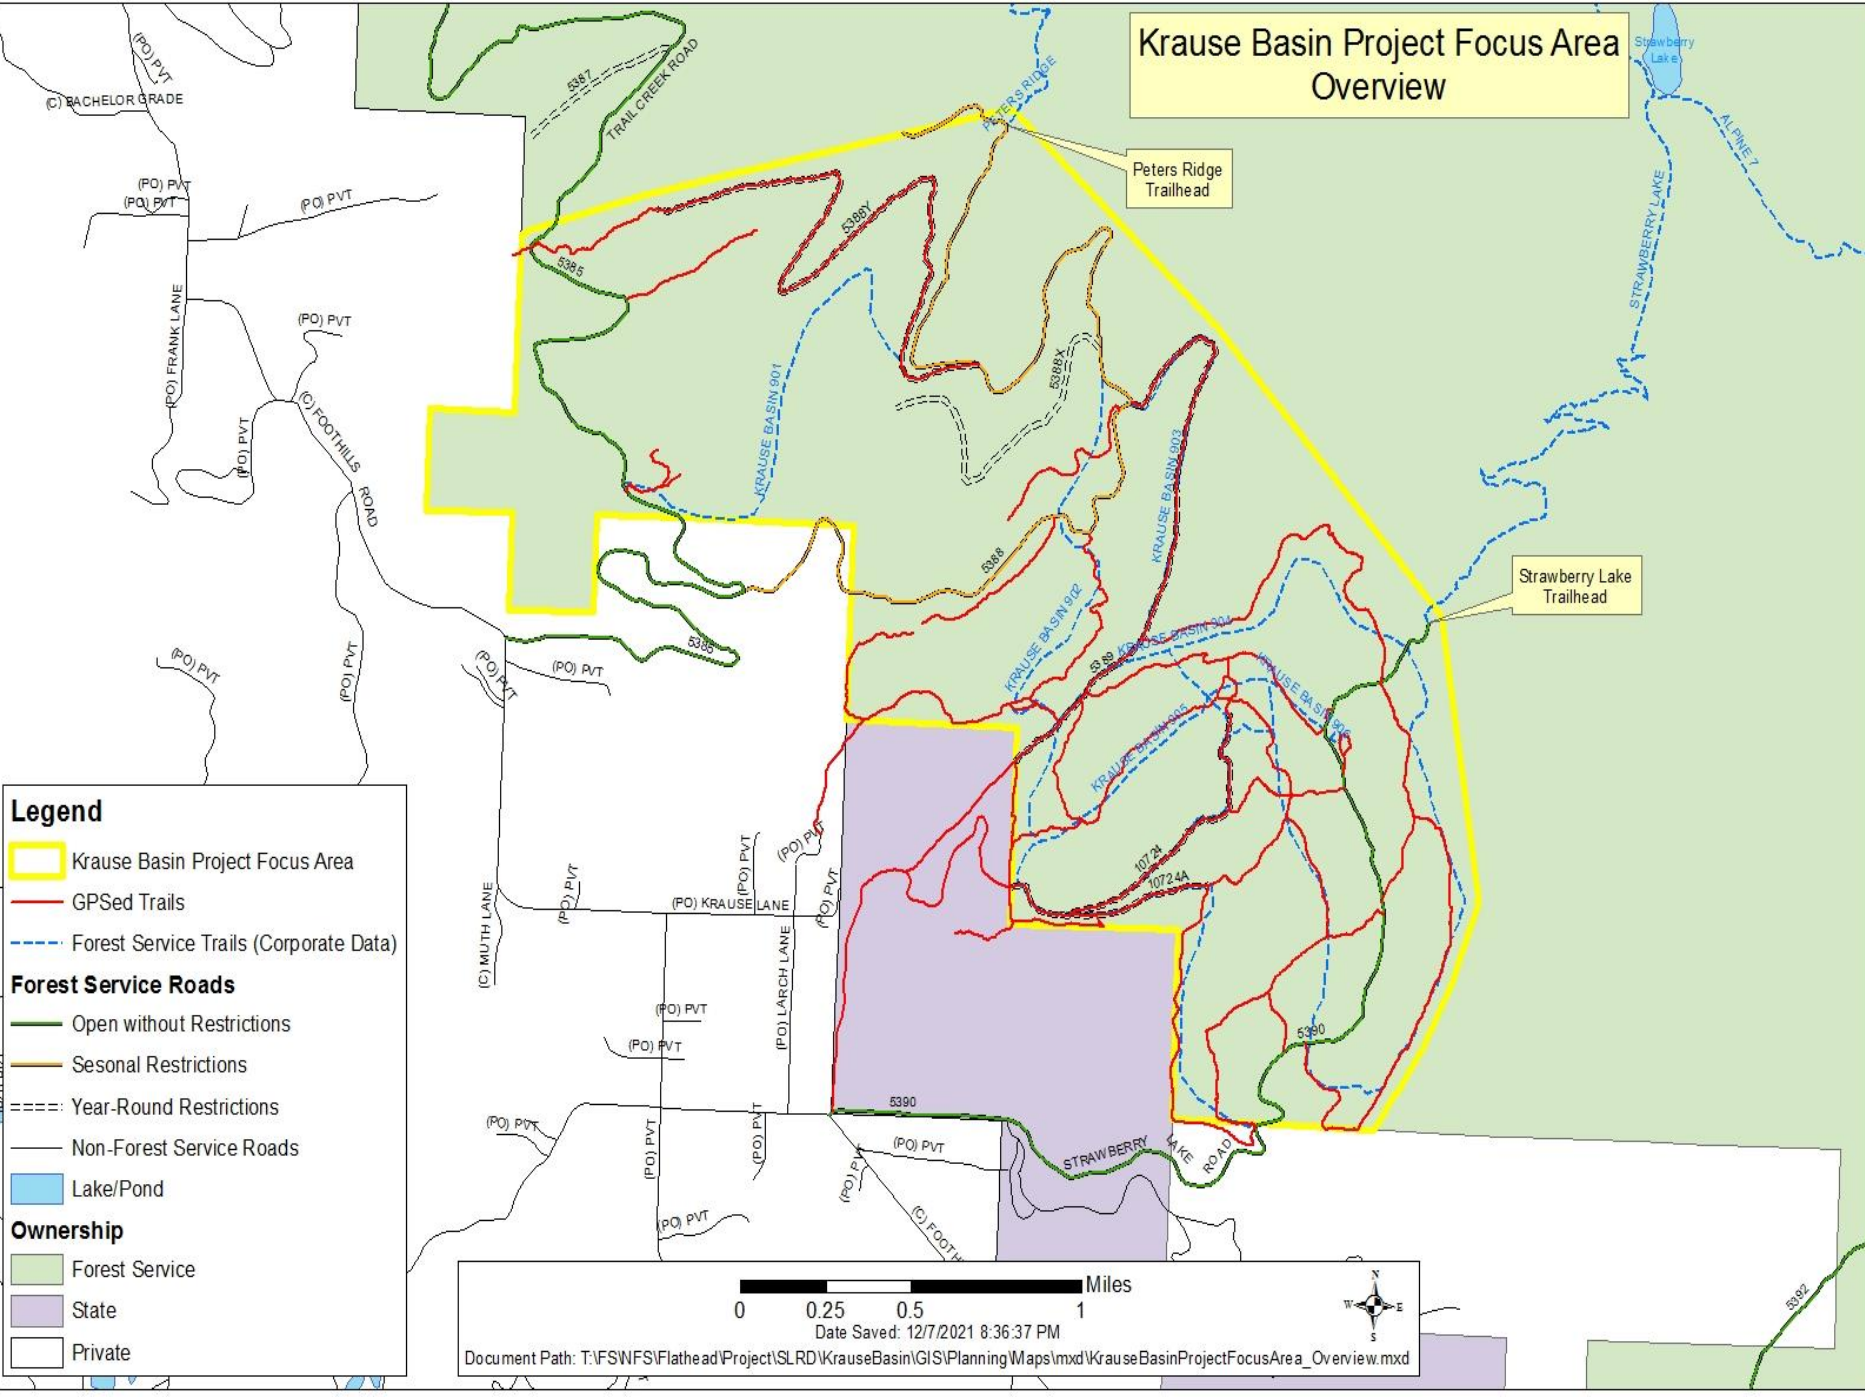 Krause Basin Project Focus Area
Overview
Strawberry
Lake
(PO) PVT
(C) BACHELOR GRADE
5387
TRAIL CREEK ROAD
PETERS RIDGE
ALPINE 7
Peters Ridge
Trailhead
STRAWBERRY LAKE
(PO) PVT
(PO) PVT
(PO) PVT
5388Y
5385
(PO) FRANK LANE
(PO) PVT
5388X
KRAUSE BASIN 901
(PO) PVT
(C) FOOTHILLS
ROAD
KRAUSE BASIN 903
5388
Strawberry Lake
Trailhead
KRAUSE BASIN 902
KRAUSE BASIN 904
5389
5385
(PO) PVT
(PO) PVT
(PO) PVT
(PO) PVT
KRAUSE BASIN 906
KRAUSE BASIN 905
(PO) PVT
(PO) PVT
10724
10724A
(PO) PVT
(PO) KRAUSE LANE
(PO) PVT
(C) MUTH LANE
(PO) LARCH LANE
(PO) PVT
(PO) PVT
5390
5390
(PO) PVT
(PO) PVT
(PO) PVT
(PO) PVT
STRAWBERRY
LAKE
ROAD
(PO) PVT
(C) FOOTH
5392
Legend
Krause Basin Project Focus Area
GPSed Trails
Forest Service Trails (Corporate Data)
Forest Service Roads
Open without Restrictions
Sesonal Restrictions
Year-Round Restrictions
Non-Forest Service Roads
Lake/Pond
Ownership
Forest Service
State
Private
Miles
0 0.25 0.5 1
Date Saved: 12/7/2021 8:36:37 PM
Document Path: T:\FS\NFS\Flathead\Project\SLRD\KrauseBasin\GIS\Planning\Maps\mxd\KrauseBasinProjectFocusArea_Overview.mxd
N
W E
S